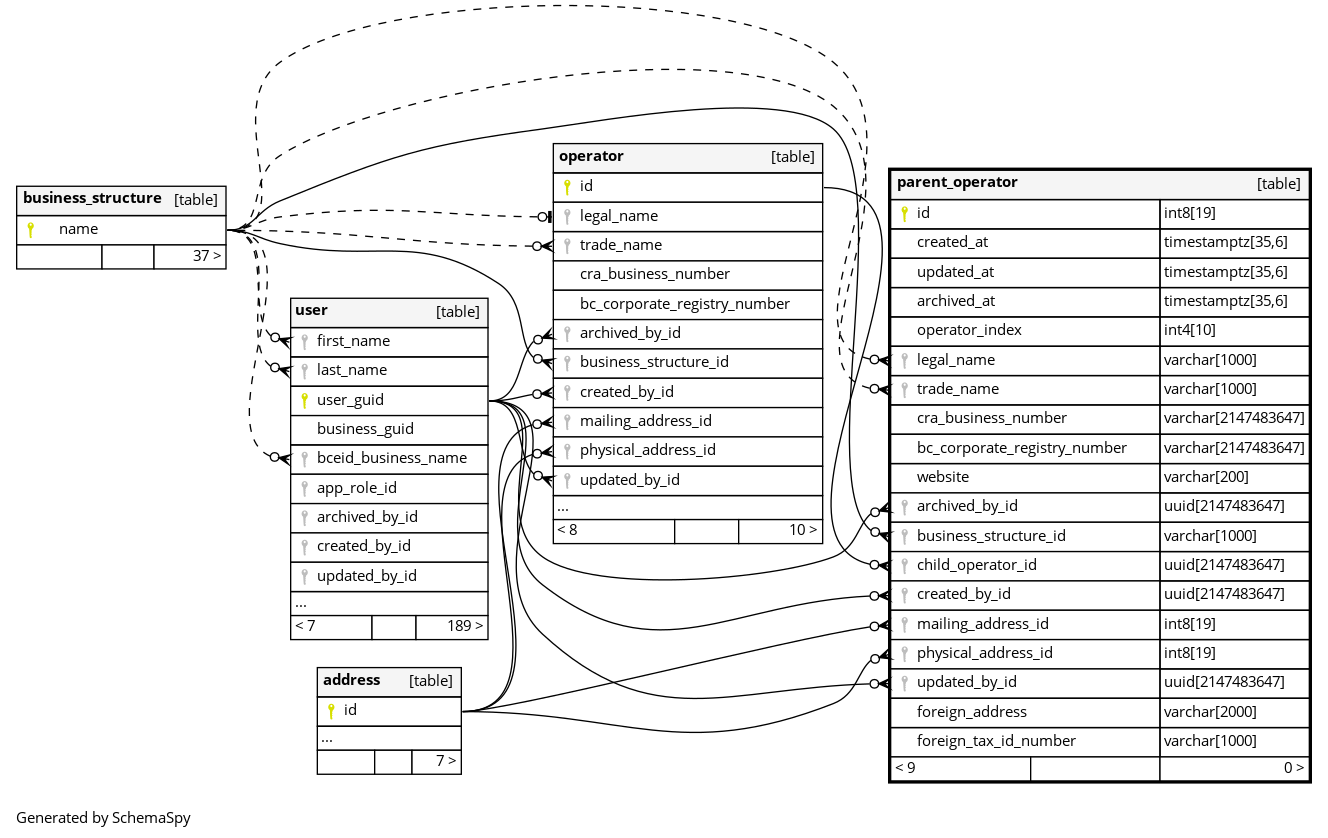 business_structure [table]
name
37 >
user [table]
first_name
last_name
user_guid
business_guid
bceid_business_name
app_role_id
archived_by_id
created_by_id
updated_by_id
...
< 7 189 >
address [table]
id
...
7 >
operator [table]
id
legal_name
trade_name
cra_business_number
bc_corporate_registry_number
archived_by_id
business_structure_id
created_by_id
mailing_address_id
physical_address_id
updated_by_id
...
< 8 10 >
parent_operator [table]
id int8[19]
created_at timestamptz[35,6]
updated_at timestamptz[35,6]
archived_at timestamptz[35,6]
operator_index int4[10]
legal_name varchar[1000]
trade_name varchar[1000]
cra_business_number varchar[2147483647]
bc_corporate_registry_number varchar[2147483647]
website varchar[200]
archived_by_id uuid[2147483647]
business_structure_id varchar[1000]
child_operator_id uuid[2147483647]
created_by_id uuid[2147483647]
mailing_address_id int8[19]
physical_address_id int8[19]
updated_by_id uuid[2147483647]
foreign_address varchar[2000]
foreign_tax_id_number varchar[1000]
< 9 0 >
Generated by SchemaSpy